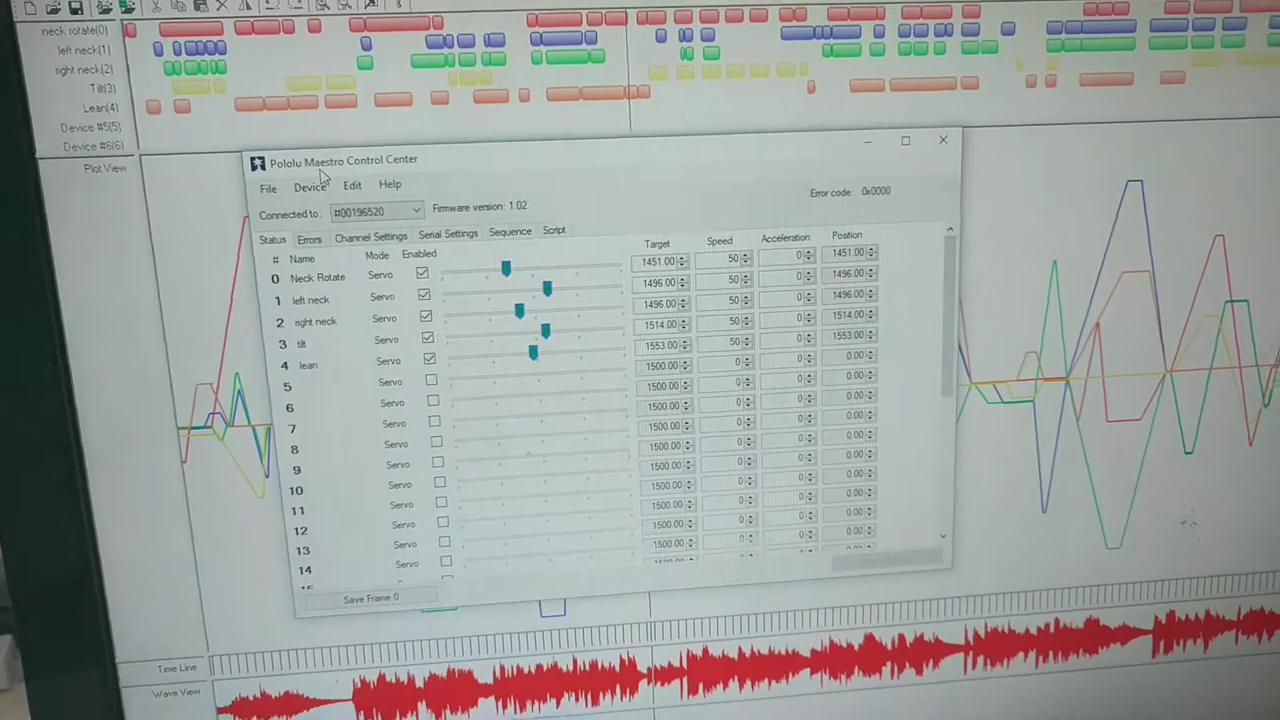 neck rotate(0)
left neck(1)
right neck(2)
Tilt(3)
Lean(4)
Device #5(5)
Device #6(6)
Plot View
Pololu Maestro Control Center
File Device Edit Help
Connected to: #00196520 Firmware version: 1.02 Error code: 0x0000
Status Errors Channel Settings Serial Settings Sequence Script
# Name Mode Enabled Target Speed Acceleration Position
0 Neck Rotate Servo 1451.00 50 0 1451.00
1 left neck Servo 1496.00 50 0 1496.00
2 right neck Servo 1496.00 50 0 1496.00
3 tilt Servo 1514.00 50 0 1514.00
4 lean Servo 1553.00 50 0 1553.00
5 Servo 1500.00 0 0 0.00
6 Servo 1500.00 0 0 0.00
7 Servo 1500.00 0 0 0.00
8 Servo 1500.00 0 0 0.00
9 Servo 1500.00 0 0 0.00
10 Servo 1500.00 0 0 0.00
11 Servo 1500.00 0 0 0.00
12 Servo 1500.00 0 0 0.00
13 Servo 1500.00 0 0 0.00
14 Servo 1500.00 0 0 0.00
Save Frame 0
Time Line
Wave View